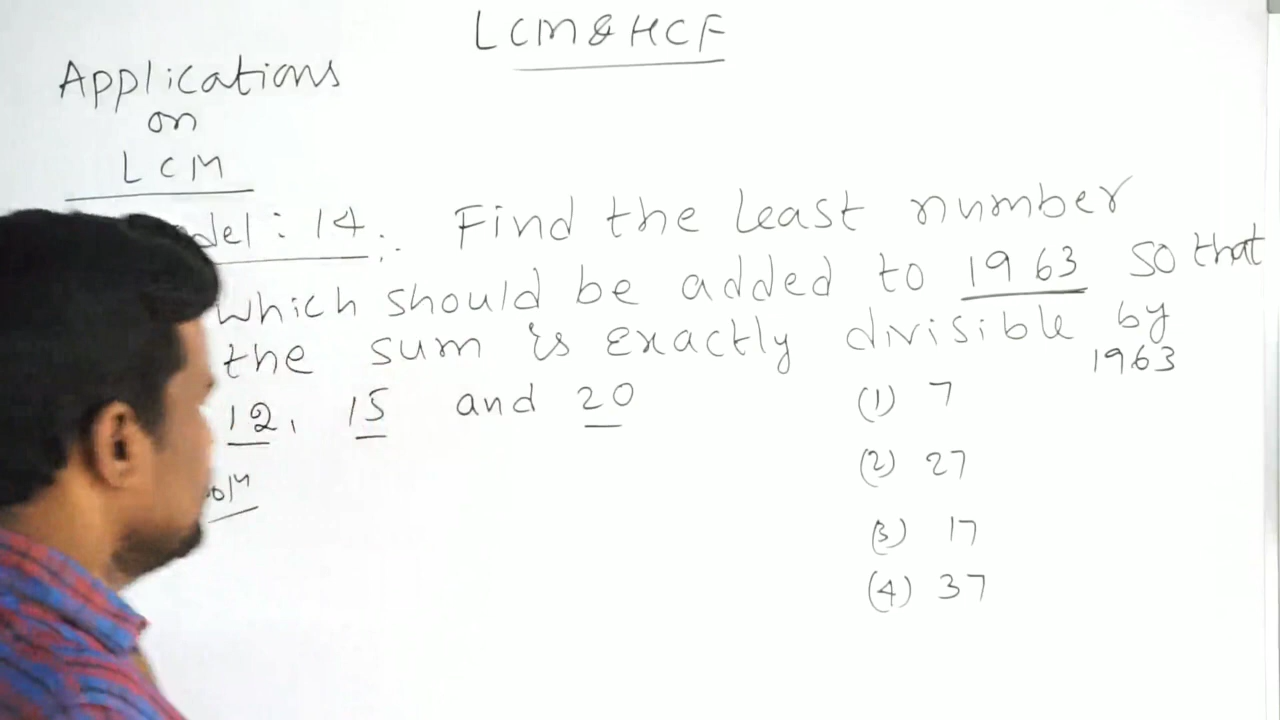 LCM & HCF
Applications
on
LCM
del: 14:- Find the least number
which should be added to 1963 so that
the sum is exactly divisible by
1963
12, 15 and 20
(1) 7
(2) 27
(3) 17
(4) 37